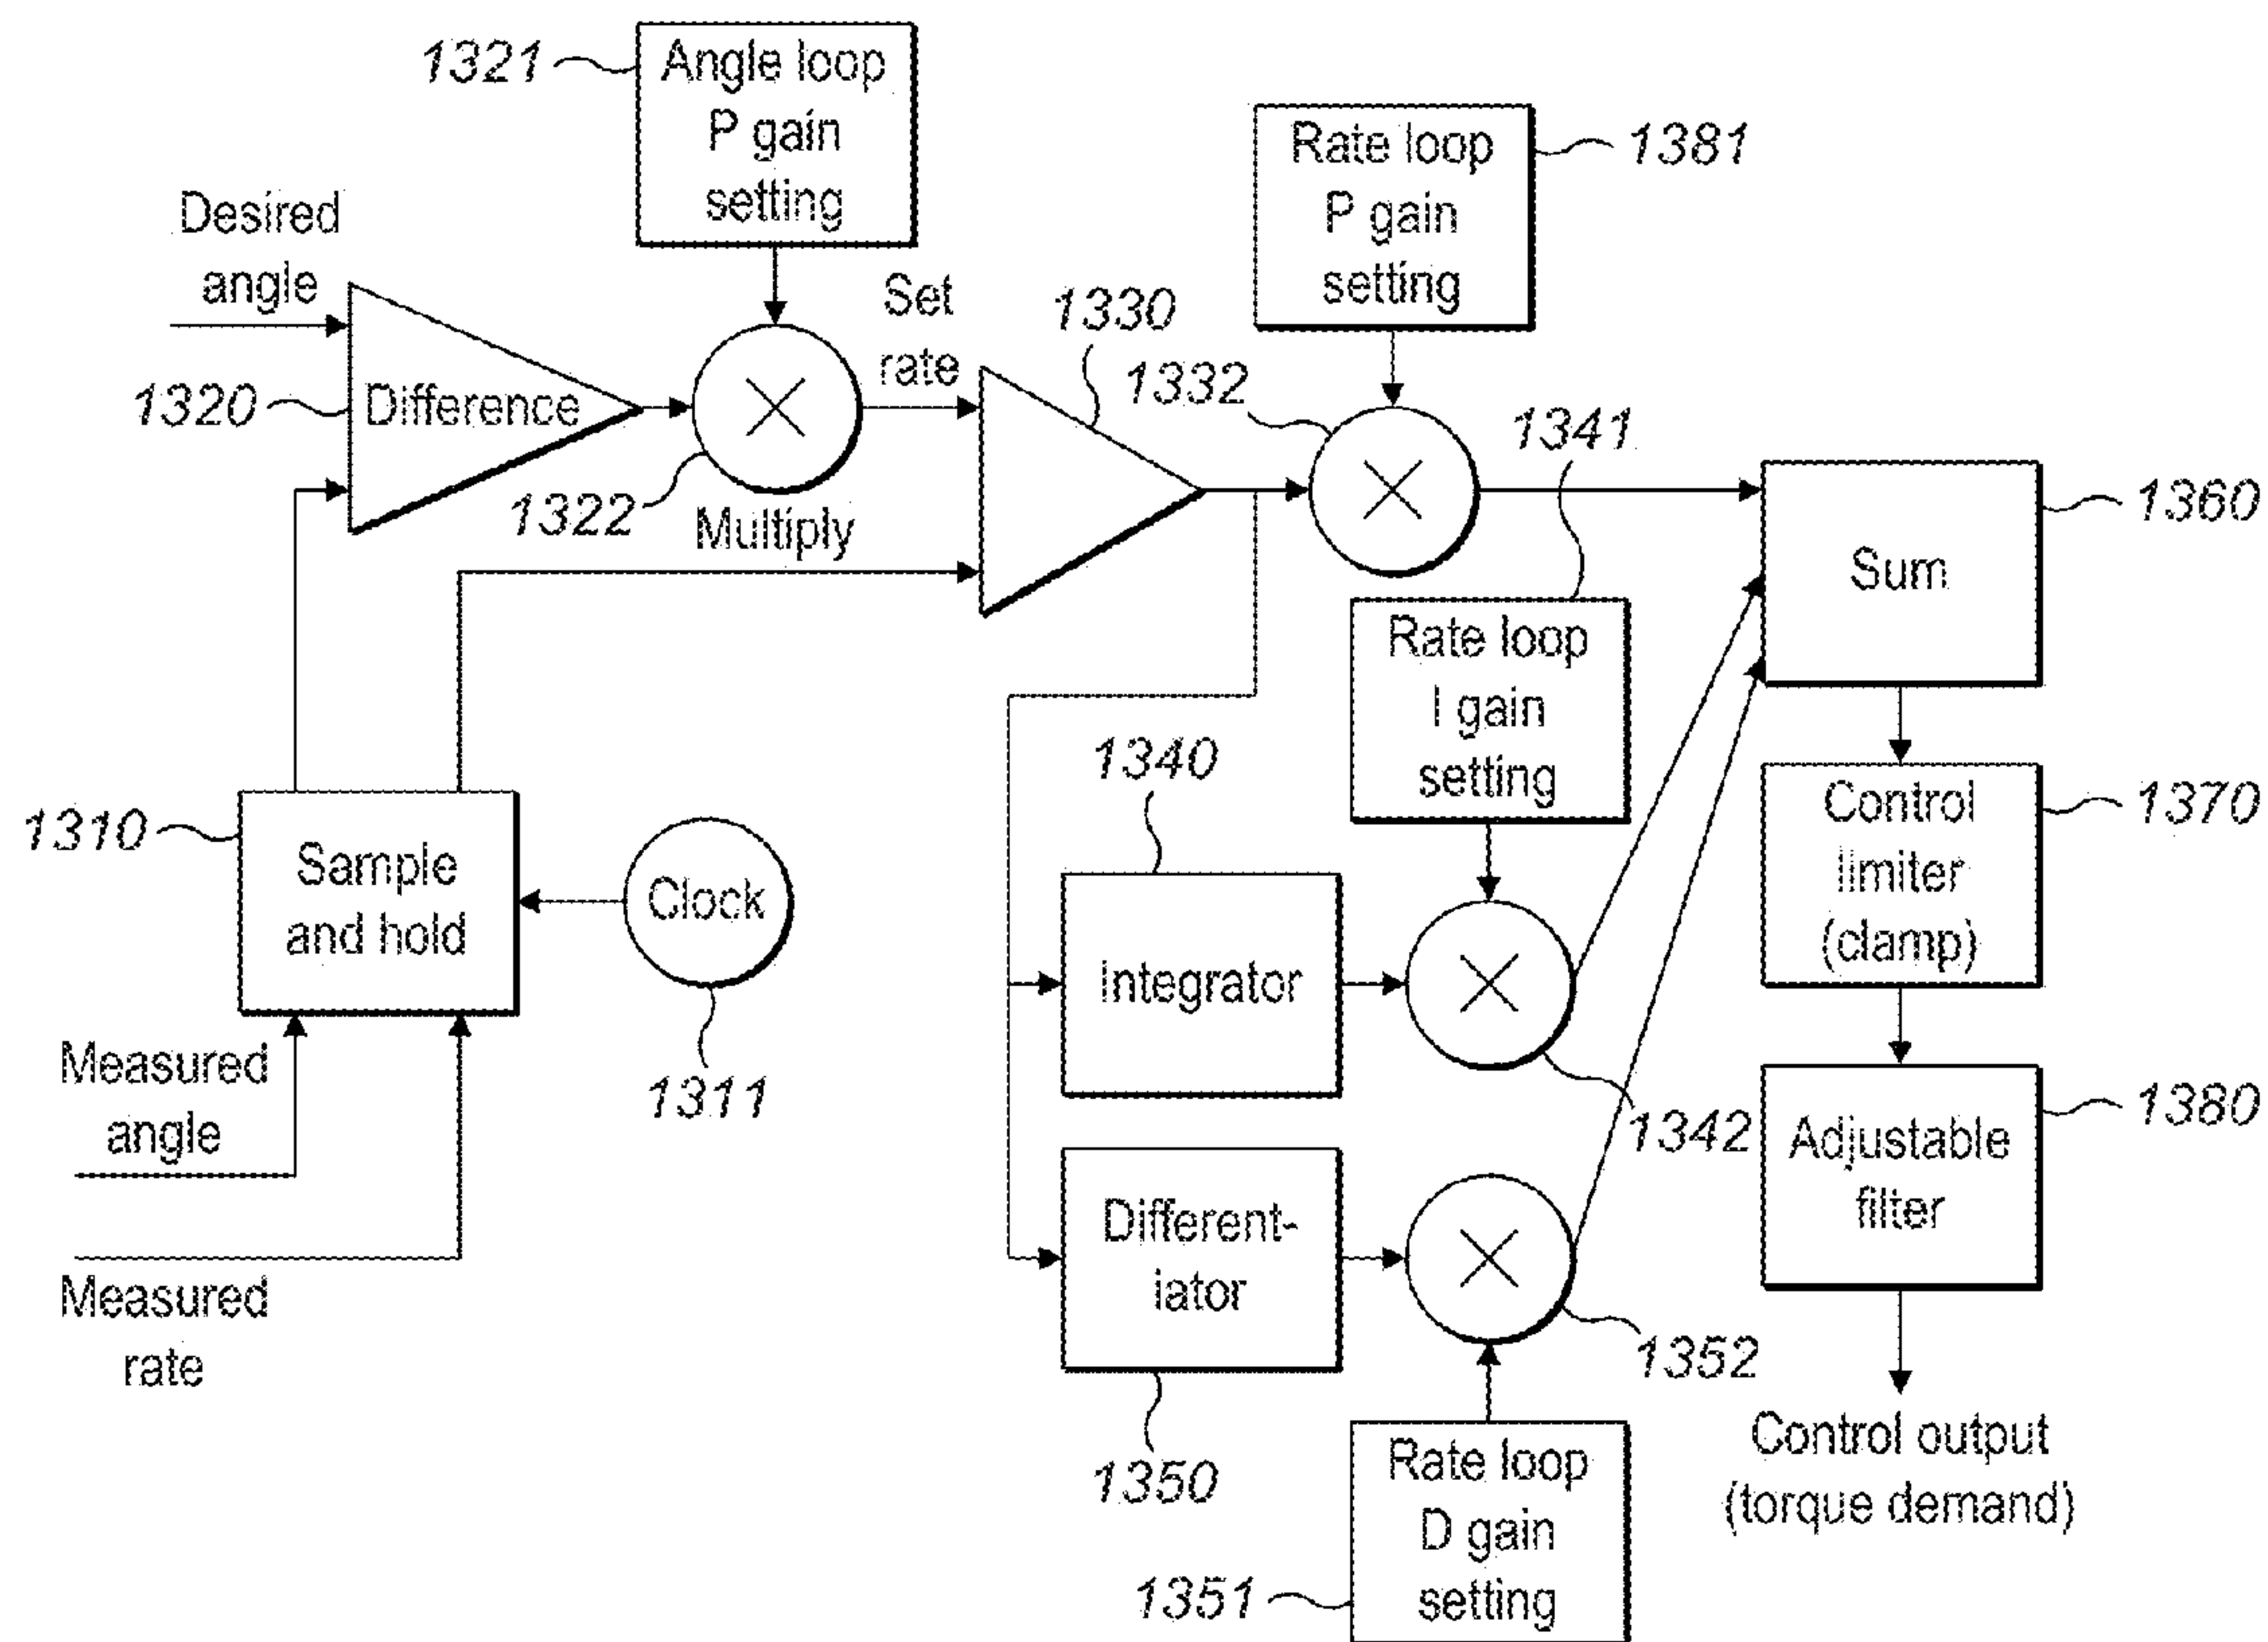 1321
Angle loop
P gain
setting
Rate loop
P gain
setting
1381
Desired
angle
Set
rate
1330
1332
1320
Difference
1322
Multiply
1341
1360
Sum
Rate loop
I gain
setting
1340
1310
Sample
and hold
Clock
1311
Integrator
1342
Control
limiter
(clamp)
1370
Measured
angle
Measured
rate
Different-
iator
1350
1352
Adjustable
filter
1380
Rate loop
D gain
setting
1351
Control output
(torque demand)